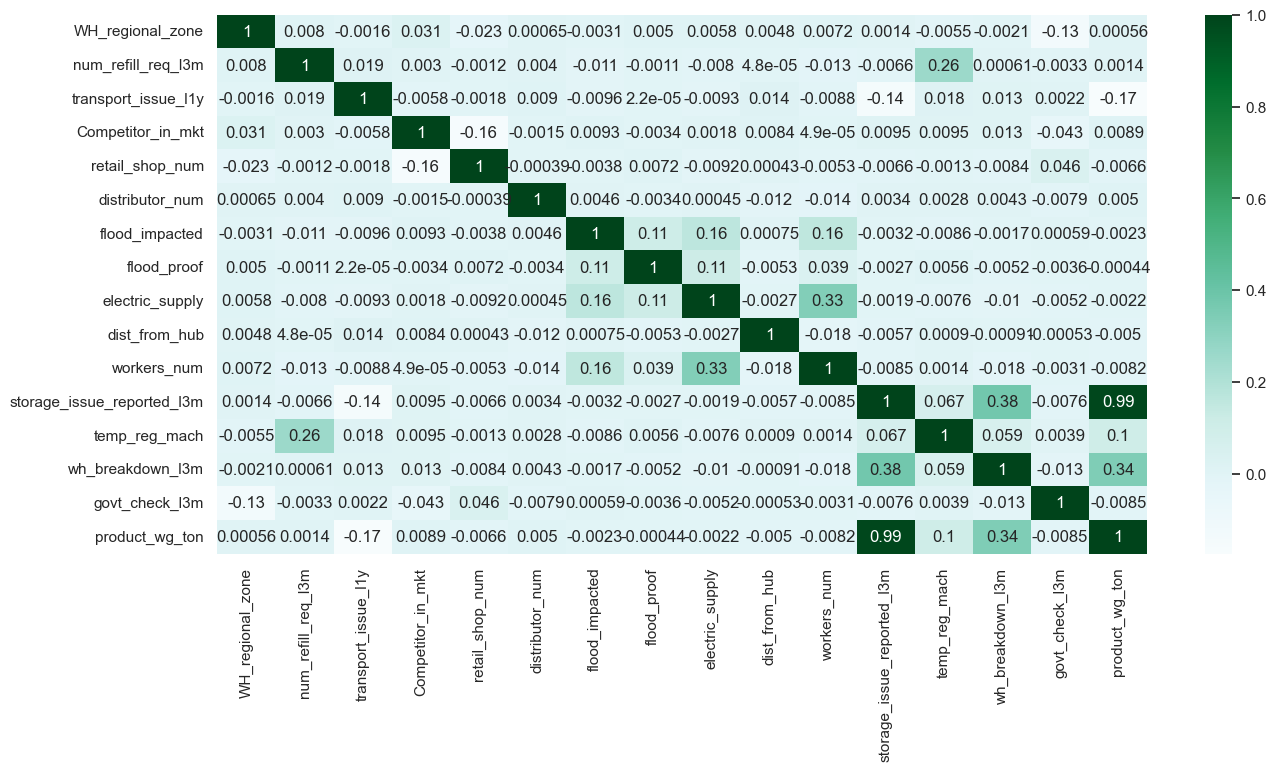 WH_regional_zone 1 0.008 -0.0016 0.031 -0.023 0.00065 -0.0031 0.005 0.0058 0.0048 0.0072 0.0014 -0.0055 -0.0021 -0.13 0.00056 1.0
num_refill_req_l3m 0.008 1 0.019 0.003 -0.0012 0.004 -0.011 -0.0011 -0.008 4.8e-05 -0.013 -0.0066 0.26 0.00061 -0.0033 0.0014
transport_issue_l1y -0.0016 0.019 1 -0.0058 -0.0018 0.009 -0.0096 2.2e-05 -0.0093 0.014 -0.0088 -0.14 0.018 0.013 0.0022 -0.17 0.8
Competitor_in_mkt 0.031 0.003 -0.0058 1 -0.16 -0.0015 0.0093 -0.0034 0.0018 0.0084 4.9e-05 0.0095 0.0095 0.013 -0.043 0.0089
retail_shop_num -0.023 -0.0012 -0.0018 -0.16 1 -0.00039 -0.0038 0.0072 -0.0092 0.00043 -0.0053 -0.0066 -0.0013 -0.0084 0.046 -0.0066
distributor_num 0.00065 0.004 0.009 -0.0015 -0.00039 1 0.0046 -0.0034 0.00045 -0.012 -0.014 0.0034 0.0028 0.0043 -0.0079 0.005 0.6
flood_impacted -0.0031 -0.011 -0.0096 0.0093 -0.0038 0.0046 1 0.11 0.16 0.00075 0.16 -0.0032 -0.0086 -0.0017 0.00059 -0.0023
flood_proof 0.005 -0.0011 2.2e-05 -0.0034 0.0072 -0.0034 0.11 1 0.11 -0.0053 0.039 -0.0027 0.0056 -0.0052 -0.0036 -0.00044
electric_supply 0.0058 -0.008 -0.0093 0.0018 -0.0092 0.00045 0.16 0.11 1 -0.0027 0.33 -0.0019 -0.0076 -0.01 -0.0052 -0.0022 0.4
dist_from_hub 0.0048 4.8e-05 0.014 0.0084 0.00043 -0.012 0.00075 -0.0053 -0.0027 1 -0.018 -0.0057 0.0009 -0.00091 -0.00053 -0.005
workers_num 0.0072 -0.013 -0.0088 4.9e-05 -0.0053 -0.014 0.16 0.039 0.33 -0.018 1 -0.0085 0.0014 -0.018 -0.0031 -0.0082
storage_issue_reported_l3m 0.0014 -0.0066 -0.14 0.0095 -0.0066 0.0034 -0.0032 -0.0027 -0.0019 -0.0057 -0.0085 1 0.067 0.38 -0.0076 0.99 0.2
temp_reg_mach -0.0055 0.26 0.018 0.0095 -0.0013 0.0028 -0.0086 0.0056 -0.0076 0.0009 0.0014 0.067 1 0.059 0.0039 0.1
wh_breakdown_l3m -0.0021 0.00061 0.013 0.013 -0.0084 0.0043 -0.0017 -0.0052 -0.01 -0.00091 -0.018 0.38 0.059 1 -0.013 0.34 0.0
govt_check_l3m -0.13 -0.0033 0.0022 -0.043 0.046 -0.0079 0.00059 -0.0036 -0.0052 -0.00053 -0.0031 -0.0076 0.0039 -0.013 1 -0.0085
product_wg_ton 0.00056 0.0014 -0.17 0.0089 -0.0066 0.005 -0.0023 -0.00044 -0.0022 -0.005 -0.0082 0.99 0.1 0.34 -0.0085 1
WH_regional_zone
num_refill_req_l3m
transport_issue_l1y
Competitor_in_mkt
retail_shop_num
distributor_num
flood_impacted
flood_proof
electric_supply
dist_from_hub
workers_num
storage_issue_reported_l3m
temp_reg_mach
wh_breakdown_l3m
govt_check_l3m
product_wg_ton